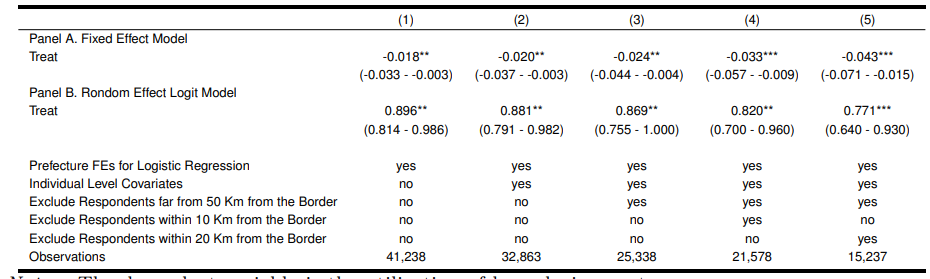 (1) (2) (3) (4) (5)
Panel A. Fixed Effect Model
Treat -0.018** -0.020** -0.024** -0.033*** -0.043***
(-0.033 - -0.003) (-0.037 - -0.003) (-0.044 - -0.004) (-0.057 - -0.009) (-0.071 - -0.015)
Panel B. Rondom Effect Logit Model
Treat 0.896** 0.881** 0.869** 0.820** 0.771***
(0.814 - 0.986) (0.791 - 0.982) (0.755 - 1.000) (0.700 - 0.960) (0.640 - 0.930)
Prefecture FEs for Logistic Regression yes yes yes yes yes
Individual Level Covariates no yes yes yes yes
Exclude Respondents far from 50 Km from the Border no no yes yes yes
Exclude Respondents within 10 Km from the Border no no no yes no
Exclude Respondents within 20 Km from the Border no no no no yes
Observations 41,238 32,863 25,338 21,578 15,237